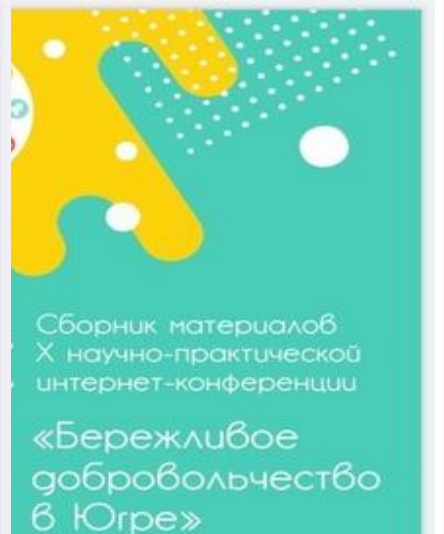 Сборник материалов
X научно-практической
интернет-конференции
«Бережливое
добровольчество
в Югре»